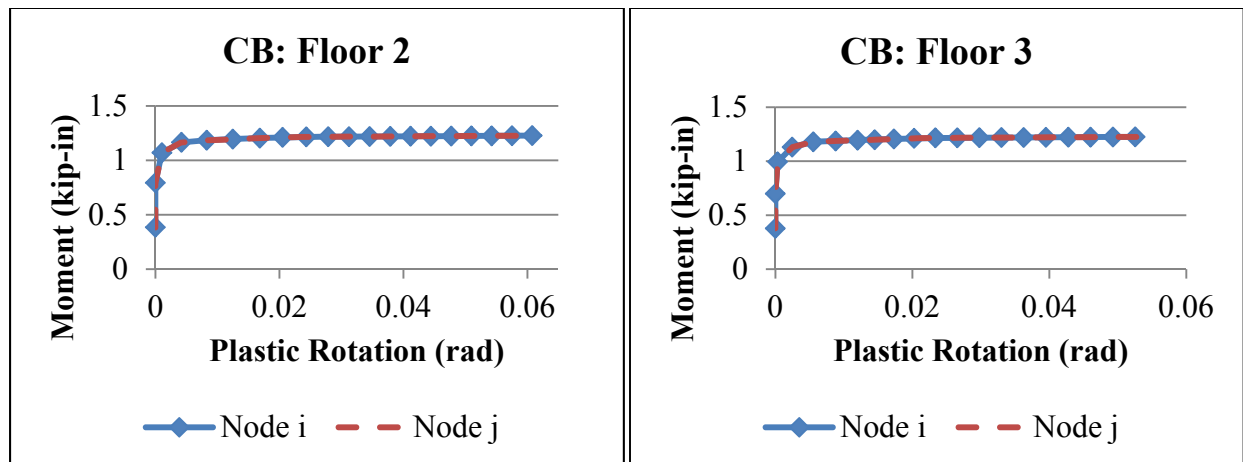 CB: Floor 2
Moment (kip-in)
1.5
1
0.5
0
0 0.02 0.04 0.06
Plastic Rotation (rad)
Node i Node j
CB: Floor 3
Moment (kip-in)
1.5
1
0.5
0
0 0.02 0.04 0.06
Plastic Rotation (rad)
Node i Node j